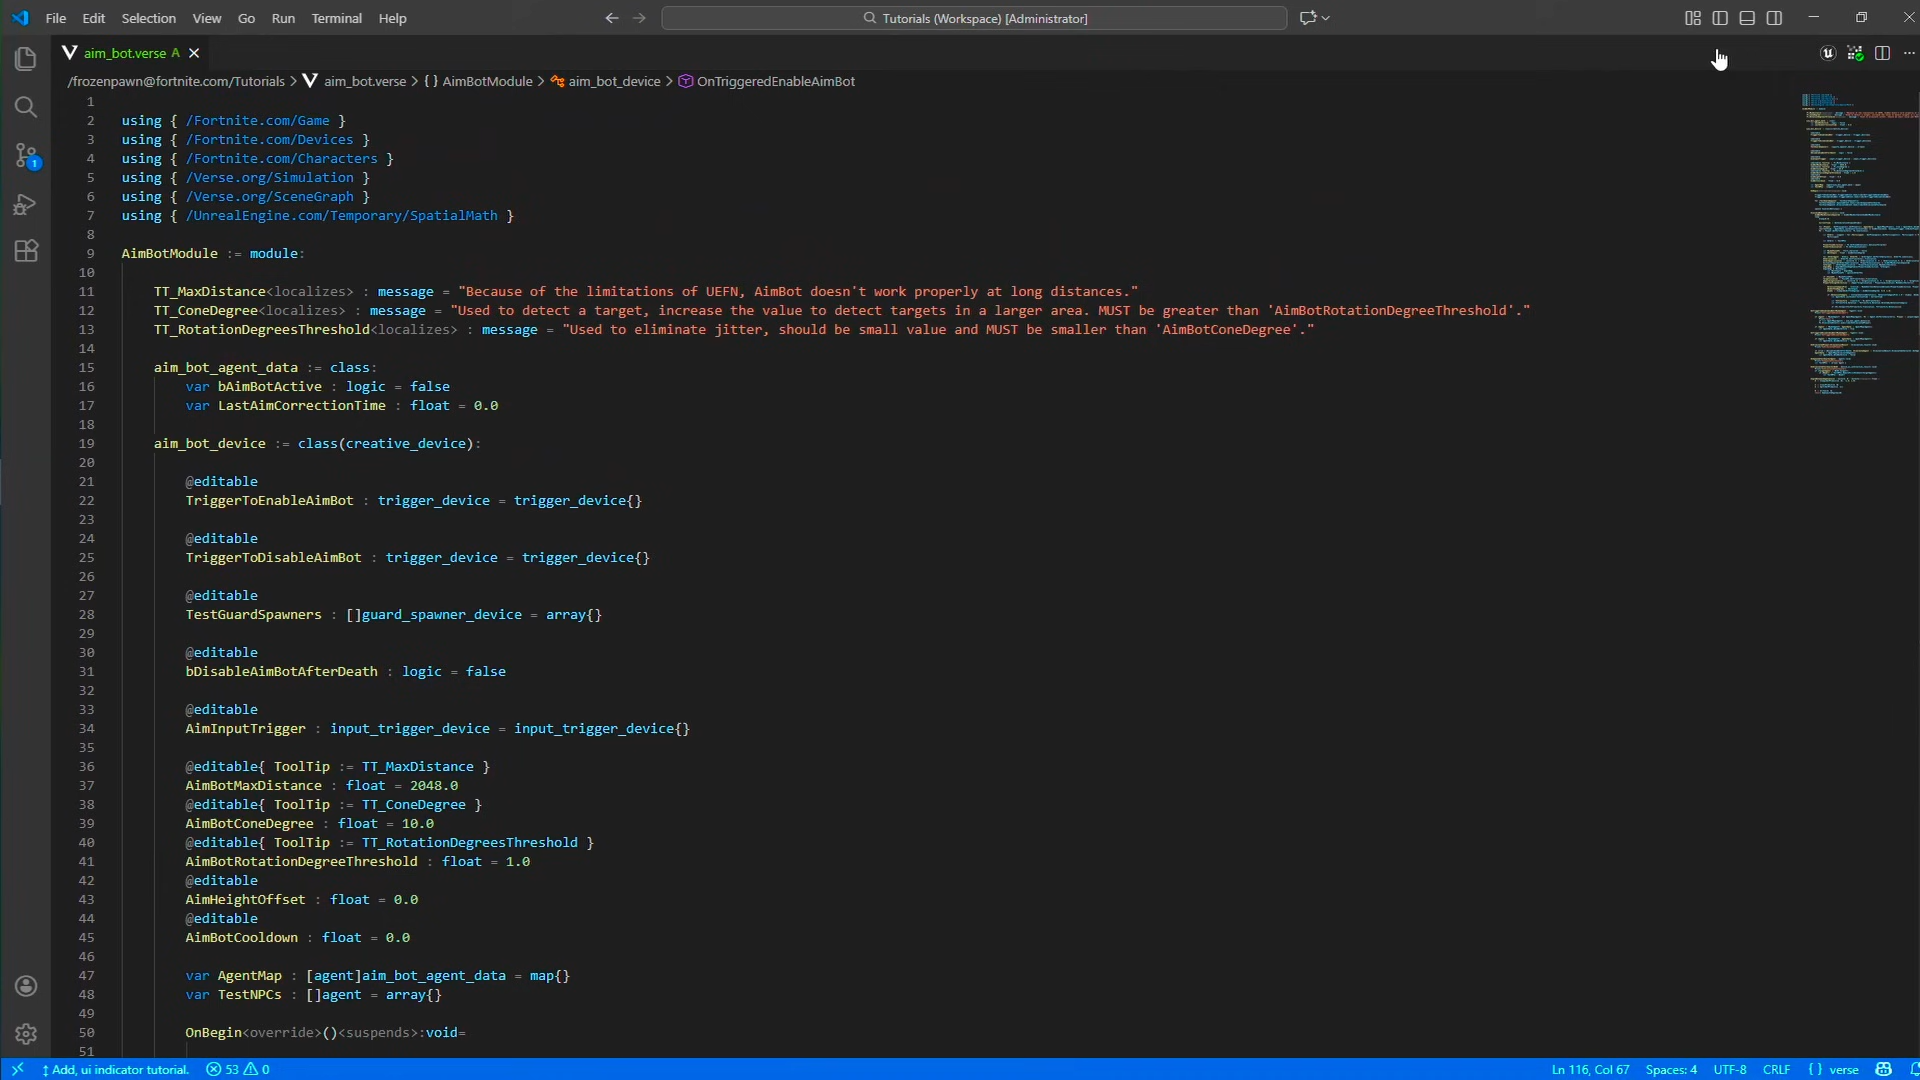 File Edit Selection View Go Run Terminal Help
Tutorials (Workspace) [Administrator]
aim_bot.verse A
/frozenpawn@fortnite.com/Tutorials > aim_bot.verse > {} AimBotModule > aim_bot_device > OnTriggeredEnableAimBot
1
2 using { /Fortnite.com/Game }
3 using { /Fortnite.com/Devices }
4 using { /Fortnite.com/Characters }
5 using { /Verse.org/Simulation }
6 using { /Verse.org/SceneGraph }
7 using { /UnrealEngine.com/Temporary/SpatialMath }
8
9 AimBotModule := module:
10
11 TT_MaxDistance<localizes> : message = "Because of the limitations of UEFN, AimBot doesn't work properly at long distances."
12 TT_ConeDegree<localizes> : message = "Used to detect a target, increase the value to detect targets in a larger area. MUST be greater than 'AimBotRotationDegreeThreshold'."
13 TT_RotationDegreesThreshold<localizes> : message = "Used to eliminate jitter, should be small value and MUST be smaller than 'AimBotConeDegree'."
14
15 aim_bot_agent_data := class:
16 var bAimBotActive : logic = false
17 var LastAimCorrectionTime : float = 0.0
18
19 aim_bot_device := class(creative_device):
20
21 @editable
22 TriggerToEnableAimBot : trigger_device = trigger_device{}
23
24 @editable
25 TriggerToDisableAimBot : trigger_device = trigger_device{}
26
27 @editable
28 TestGuardSpawners : []guard_spawner_device = array{}
29
30 @editable
31 bDisableAimBotAfterDeath : logic = false
32
33 @editable
34 AimInputTrigger : input_trigger_device = input_trigger_device{}
35
36 @editable{ ToolTip := TT_MaxDistance }
37 AimBotMaxDistance : float = 2048.0
38 @editable{ ToolTip := TT_ConeDegree }
39 AimBotConeDegree : float = 10.0
40 @editable{ ToolTip := TT_RotationDegreesThreshold }
41 AimBotRotationDegreeThreshold : float = 1.0
42 @editable
43 AimHeightOffset : float = 0.0
44 @editable
45 AimBotCooldown : float = 0.0
46
47 var AgentMap : [agent]aim_bot_agent_data = map{}
48 var TestNPCs : []agent = array{}
49
50 OnBegin<override>()<suspends>:void=
51
1
Add, ui indicator tutorial. 53 0 Ln 116, Col 67 Spaces: 4 UTF-8 CRLF {} verse